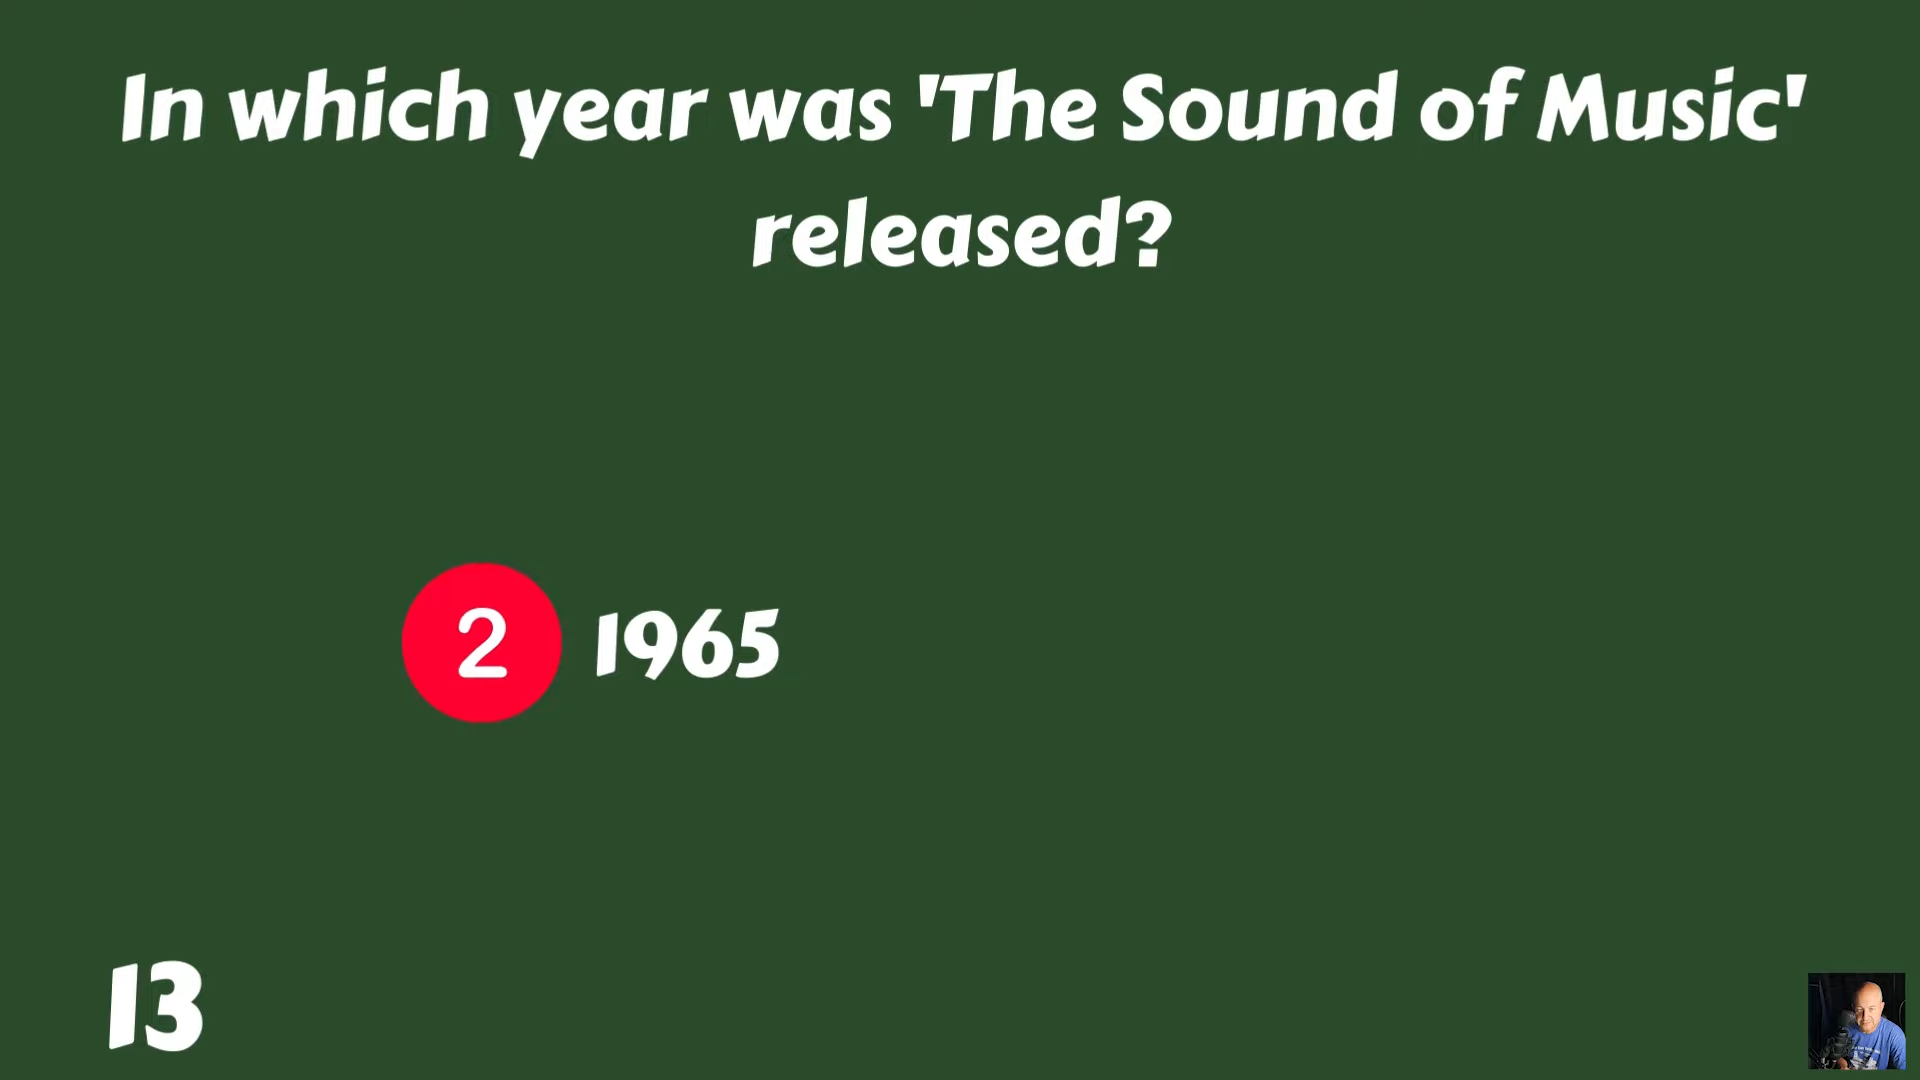 In which year was 'The Sound of Music'
released?
2 1965
13